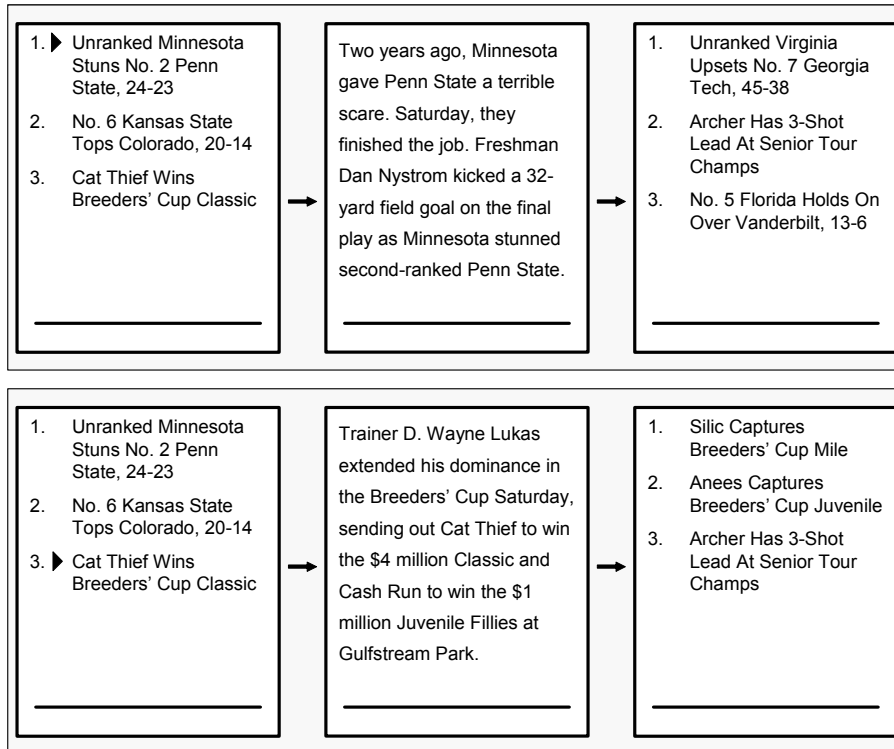 1. Unranked Minnesota
Stuns No. 2 Penn
State, 24-23
2. No. 6 Kansas State
Tops Colorado, 20-14
3. Cat Thief Wins
Breeders’ Cup Classic
Two years ago, Minnesota
gave Penn State a terrible
scare. Saturday, they
finished the job. Freshman
Dan Nystrom kicked a 32-
yard field goal on the final
play as Minnesota stunned
second-ranked Penn State.
1. Unranked Virginia
Upsets No. 7 Georgia
Tech, 45-38
2. Archer Has 3-Shot
Lead At Senior Tour
Champs
3. No. 5 Florida Holds On
Over Vanderbilt, 13-6
1. Unranked Minnesota
Stuns No. 2 Penn
State, 24-23
2. No. 6 Kansas State
Tops Colorado, 20-14
3. Cat Thief Wins
Breeders’ Cup Classic
Trainer D. Wayne Lukas
extended his dominance in
the Breeders’ Cup Saturday,
sending out Cat Thief to win
the $4 million Classic and
Cash Run to win the $1
million Juvenile Fillies at
Gulfstream Park.
1. Silic Captures
Breeders’ Cup Mile
2. Anees Captures
Breeders’ Cup Juvenile
3. Archer Has 3-Shot
Lead At Senior Tour
Champs